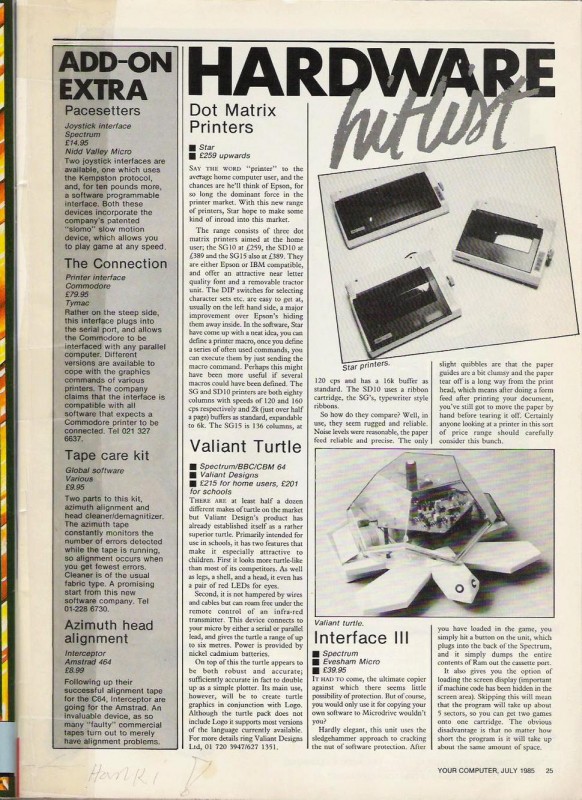 ADD-ON
EXTRA
Pacesetters
Joystick interface
Spectrum
£14.95
Nidd Valley Micro
Two joystick interfaces are
available, one which uses
the Kempston protocol,
and, for ten pounds more,
a software programmable
interface. Both these
devices incorporate the
company's patented
"slomo" slow motion
device, which allows you
to play game at any speed.
The Connection
Printer interface
Commodore
£79.95
Tymac
Rather on the steep side,
this interface plugs into
the serial port, and allows
the Commodore to be
interfaced with any parallel
computer. Different
versions are available to
cope with the graphics
commands of various
printers. The company
claims that the interface is
compatible with all
software that expects a
Commodore printer to be
connected. Tel 021 327
6637.
Tape care kit
Global software
Various
£9.95
Two parts to this kit,
azimuth alignment and
head cleaner/demagnitizer.
The azimuth tape
constantly monitors the
number of errors detected
while the tape is running,
so alignment occurs when
you get fewest errors.
Cleaner is of the usual
fabric type. A promising
start from this new
software company. Tel
01-228 6730.
Azimuth head
alignment
Interceptor
Amstrad 464
£8.99
Following up their
successful alignment tape
for the C64, Interceptor are
going for the Amstrad. An
invaluable device, as so
many "faulty" commercial
tapes turn out to merely
have alignment problems.
HARDWARE
hit list
Dot Matrix
Printers
Star
£259 upwards
SAY THE WORD "printer" to the
average home computer user, and the
chances are he'll think of Epson, for
so long the dominant force in the
printer market. With this new range
of printers, Star hope to make some
kind of inroad into this market.
The range consists of three dot
matrix printers aimed at the home
user; the SG10 at £259, the SD10 at
£389 and the SG15 also at £389. They
are either Epson or IBM compatible,
and offer an attractive near letter
quality font and a removable tractor
unit. The DIP switches for selecting
character sets etc. are easy to get at,
usually on the left hand side, a major
improvement over Epson's hiding
them away inside. In the software, Star
have come up with a neat idea, you can
define a printer macro, once you define
a series of often used commands, you
can execute them by just sending the
macro command. Perhaps this might
have been more useful if several
macros could have been defined. The
SG and SD10 printers are both eighty
columns with speeds of 120 and 160
cps respectively and 2k (just over half
a page) buffers as standard, expandable
to 6k. The SG15 is 136 columns, at
Star printers.
120 cps and has a 16k buffer as
standard. The SD10 uses a ribbon
cartridge, the SG's, typewriter style
ribbons.
So how do they compare? Well, in
use, they seem rugged and reliable.
Noise levels were reasonable, the paper
feed reliable and precise. The only
slight quibbles are that the paper
guides are a bit clumsy and the paper
tear off is a long way from the print
head, which means after doing a form
feed after printing your document,
you've still got to move the paper by
hand before tearing it off. Certainly
anyone looking at a printer in this sort
of price range should carefully
consider this bunch.
Valiant Turtle
Spectrum/BBC/CBM 64
Valiant Designs
£215 for home users, £201
for schools
THERE ARE at least half a dozen
different makes of turtle on the market
but Valiant Design's product has
already established itself as a rather
superior turtle. Primarily intended for
use in schools, it has two features that
make it especially attractive to
children. First it looks more turtle-like
than most of its competitors. As well
as legs, a shell, and a head, it even has
a pair of red LEDs for eyes.
Second, it is not hampered by wires
and cables but can roam free under the
remote control of an infra-red
transmitter. This device connects to
your micro by either a serial or parallel
lead, and gives the turtle a range of up
to six metres. Power is provided by
nickel cadmium batteries.
On top of this the turtle appears to
be both robust and accurate;
sufficiently accurate in fact to double
up as a simple plotter. Its main use,
however, will be to create turtle
graphics in conjunction with Logo.
Although the turtle pack does not
include Logo it supports most versions
of the language currently available.
For more details ring Valiant Designs
Ltd, 01 720 3947/627 1351.
Valiant turtle.
Interface III
Spectrum
Evesham Micro
£39.95
IT HAD TO come, the ultimate copier
against which there seems little
possibility of protection. But of course,
you would only use it for copying your
own software to Microdrive wouldn't
you?
Hardly elegant, this unit uses the
sledgehammer approach to cracking
the nut of software protection. After
you have loaded in the game, you
simply hit a button on the unit, which
plugs into the back of the Spectrum,
and it simply dumps the entire
contents of Ram out the cassette port.
It also gives you the option of
loading the screen display (important
if machine code has been hidden in the
screen area). Skipping this will mean
that the program will take up about
5 sectors, so you can get two games
onto one cartridge. The obvious
disadvantage is that no matter how
short the program is it will take up
about the same amount of space.
YOUR COMPUTER, JULY 1985 25